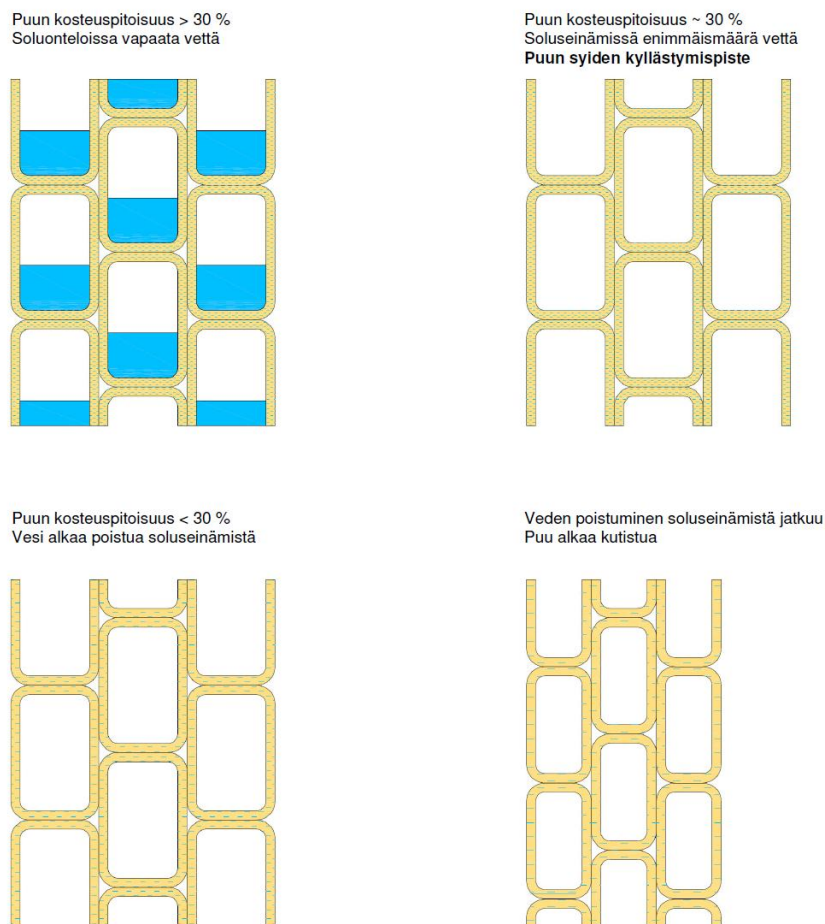 Puun kosteuspitoisuus > 30 %
Soluonteloissa vapaata vettä
Puun kosteuspitoisuus ~ 30 %
Soluseinämissä enimmäismäärä vettä
Puun syiden kyllästymispiste
Puun kosteuspitoisuus < 30 %
Vesi alkaa poistua soluseinämistä
Veden poistuminen soluseinämistä jatkuu
Puu alkaa kutistua